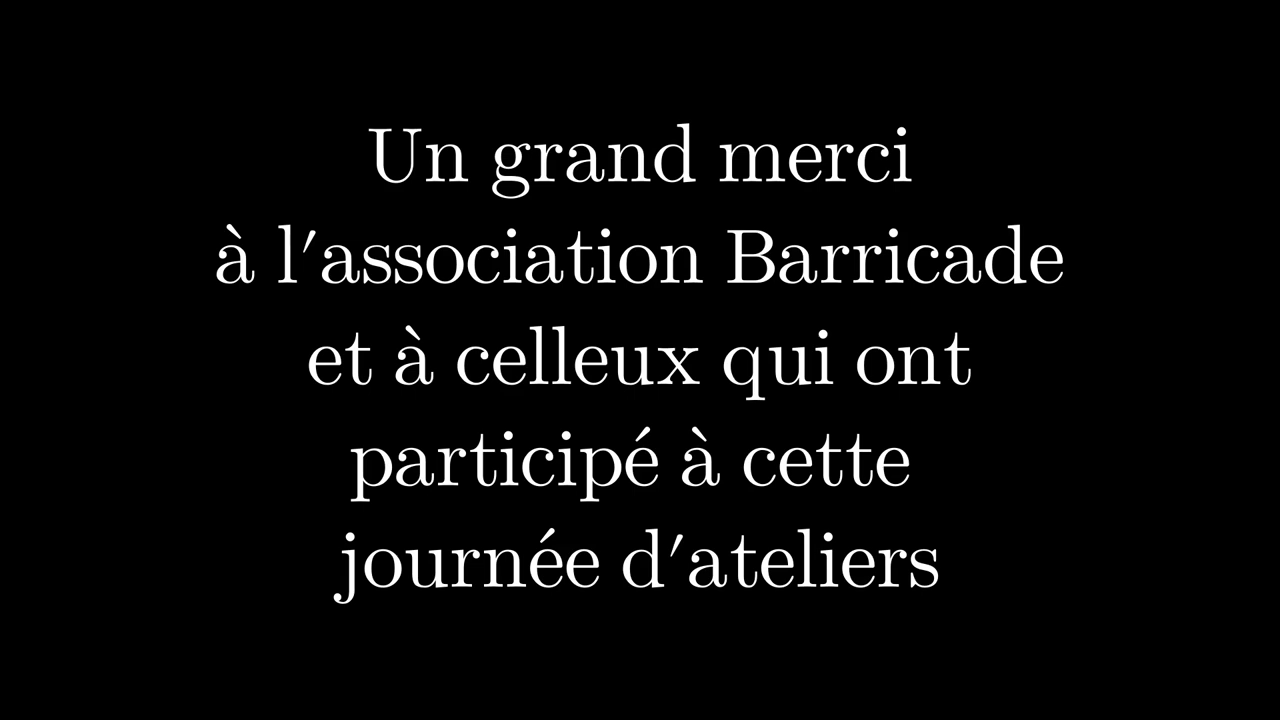 Un grand merci
à l'association Barricade
et à celleux qui ont
participé à cette
journée d'ateliers